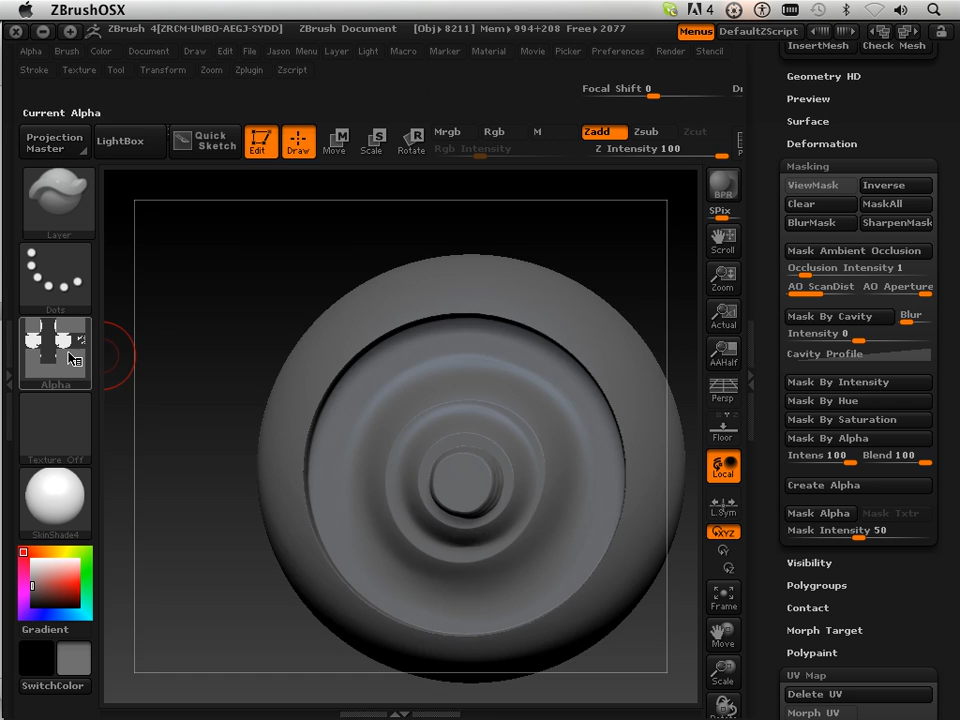 ZBrushOSX
4
ZBrush 4[ZRCM-UMBO-AEGJ-SYDD] ZBrush Document [Obj▸8211] Mem▸994+208 Free▸2077
Menus DefaultZScript
Alpha Brush Color Document Draw Edit File Jason Menu Layer Light Macro Marker Material Movie Picker Preferences Render Stencil
Stroke Texture Tool Transform Zoom Zplugin Zscript
Focal Shift 0
Current Alpha
Projection Master
LightBox
Quick Sketch
Edit
Draw
Move
Scale
Rotate
Mrgb Rgb M
Rgb Intensity
Zadd Zsub Zcut
Z Intensity 100
Layer
Dots
Alpha
Texture Off
SkinShade4
Gradient
SwitchColor
BPR
SPix
Scroll
Zoom
Actual
AAHalf
Persp
Floor
Local
L.Sym
XYZ
Frame
Move
Scale
InsertMesh Check Mesh
Geometry HD
Preview
Surface
Deformation
Masking
ViewMask Inverse
Clear MaskAll
BlurMask SharpenMask
Mask Ambient Occlusion
Occlusion Intensity 1
AO ScanDist AO Aperture
Mask By Cavity Blur
Intensity 0
Cavity Profile
Mask By Intensity
Mask By Hue
Mask By Saturation
Mask By Alpha
Intens 100 Blend 100
Create Alpha
Mask Alpha Mask Txtr
Mask Intensity 50
Visibility
Polygroups
Contact
Morph Target
Polypaint
UV Map
Delete UV
Morph UV